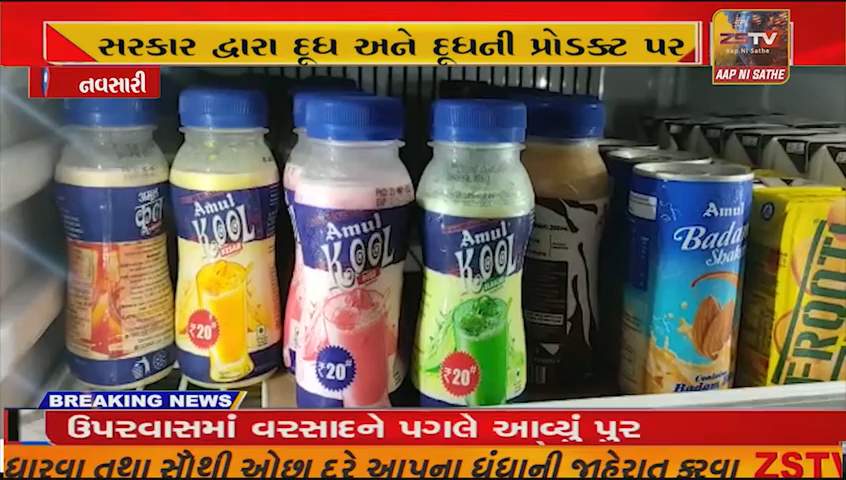 સરકાર દ્વારા દૂધ અને દૂધની પ્રોડક્ટ પર
ZSTV
Aap Ni Sathe
AAP NI SATHE
નવસારી
अमूल
कूल
Amul
KOOL
KESAR
₹20
Amul
KOOL
₹20
Amul
KOOL
₹20
Amul
Badam
Shake
FROOTI
BREAKING NEWS
ઉપરવાસમાં વરસાદને પગલે આવ્યું પુર
ધારવા તથા સૌથી ઓછા દરે આપના ધંધાની જાહેરાત કરવા ZSTV